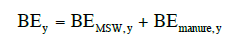 BE_y = BE_MSW,y + BE_manure,y